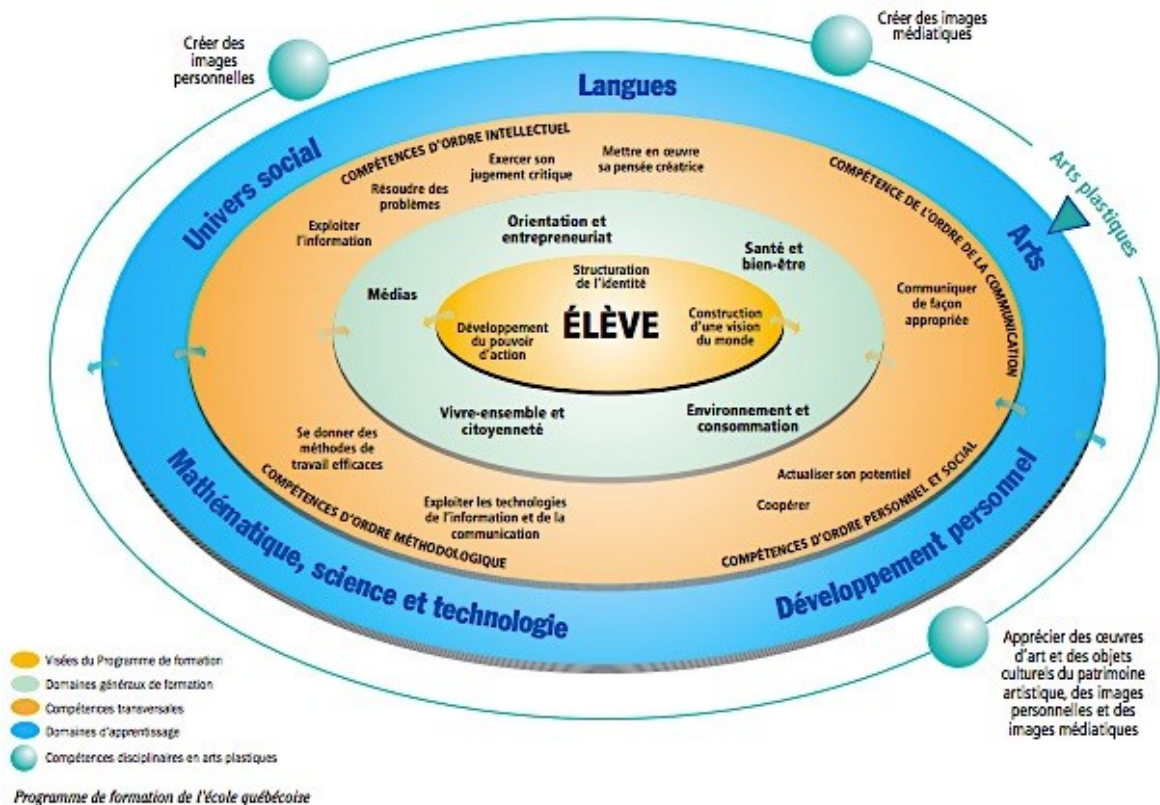 Créer des
images
personnelles
Créer des images
médiatiques
Arts plastiques
Langues
Univers social
Arts
Mathématique, science et technologie
Développement personnel
COMPÉTENCES D'ORDRE INTELLECTUEL
Exploiter
l'information
Résoudre des
problèmes
Exercer son
jugement critique
Mettre en œuvre
sa pensée créatrice
COMPÉTENCE DE L'ORDRE DE LA COMMUNICATION
Communiquer
de façon
appropriée
Orientation et
entrepreneuriat
Santé et
bien-être
Médias
Structuration
de l'identité
ÉLÈVE
Développement
du pouvoir
d'action
Construction
d'une vision
du monde
Vivre-ensemble et
citoyenneté
Environnement et
consommation
Se donner des
méthodes de
travail efficaces
Exploiter les technologies
de l'information et de la
communication
COMPÉTENCES D'ORDRE MÉTHODOLOGIQUE
Actualiser son potentiel
Coopérer
COMPÉTENCES D'ORDRE PERSONNEL ET SOCIAL
Apprécier des œuvres
d'art et des objets
culturels du patrimoine
artistique, des images
personnelles et des
images médiatiques
Visées du Programme de formation
Domaines généraux de formation
Compétences transversales
Domaines d'apprentissage
Compétences disciplinaires en arts plastiques
Programme de formation de l'école québécoise